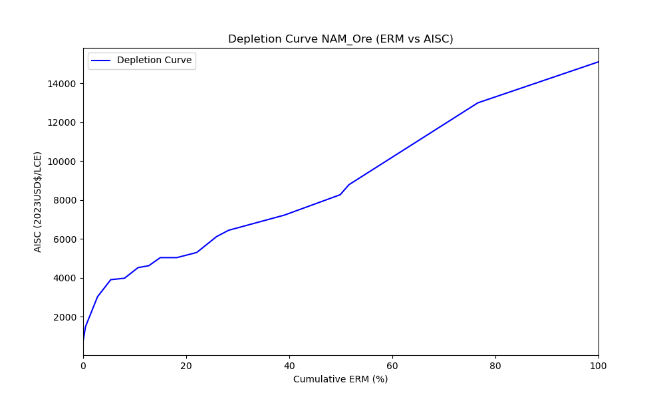 Depletion Curve NAM_Ore (ERM vs AISC)
Depletion Curve
AISC (2023USD$/LCE)
14000
12000
10000
8000
6000
4000
2000
0 20 40 60 80 100
Cumulative ERM (%)